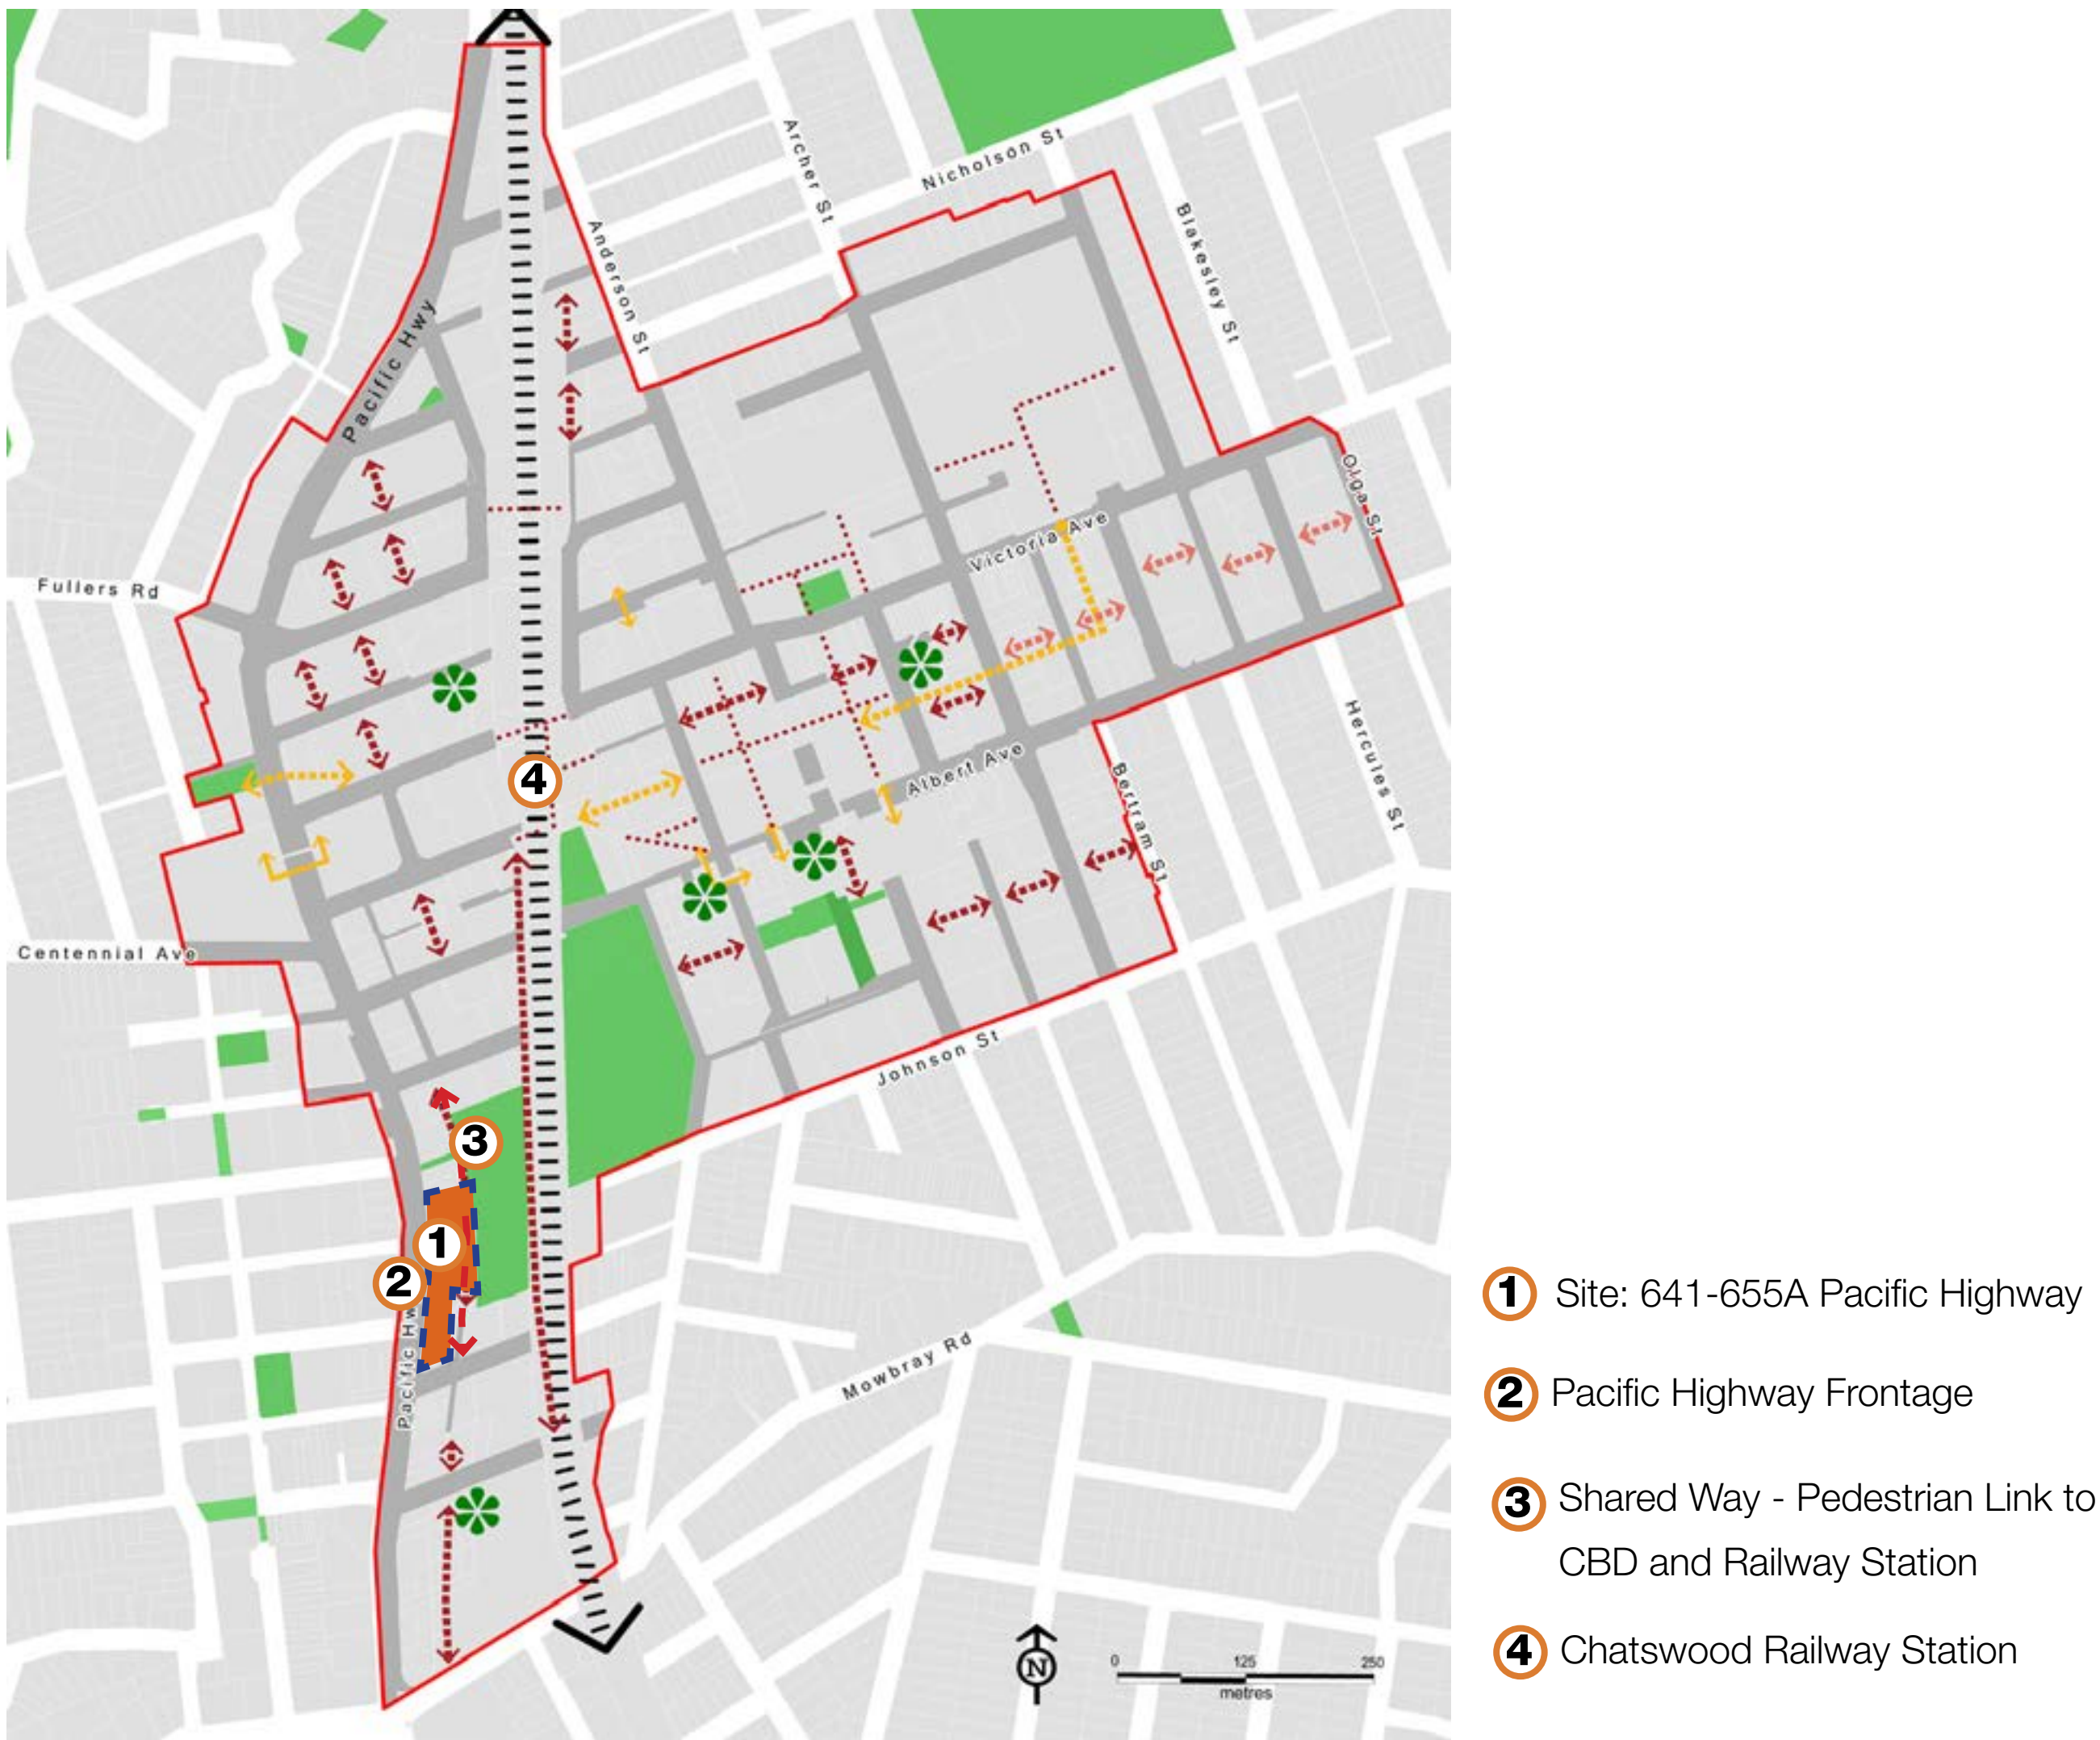 Archer St
Nicholson St
Anderson St
Blakesley St
Pacific Hwy
Olga St
Victoria Ave
Fullers Rd
Hercules St
Albert Ave
4
Bertram St
Centennial Ave
Johnson St
3
1
2
Pacific Hw
Mowbray Rd
N
0 125 250
metres
1 Site: 641-655A Pacific Highway
2 Pacific Highway Frontage
3 Shared Way - Pedestrian Link to
CBD and Railway Station
4 Chatswood Railway Station